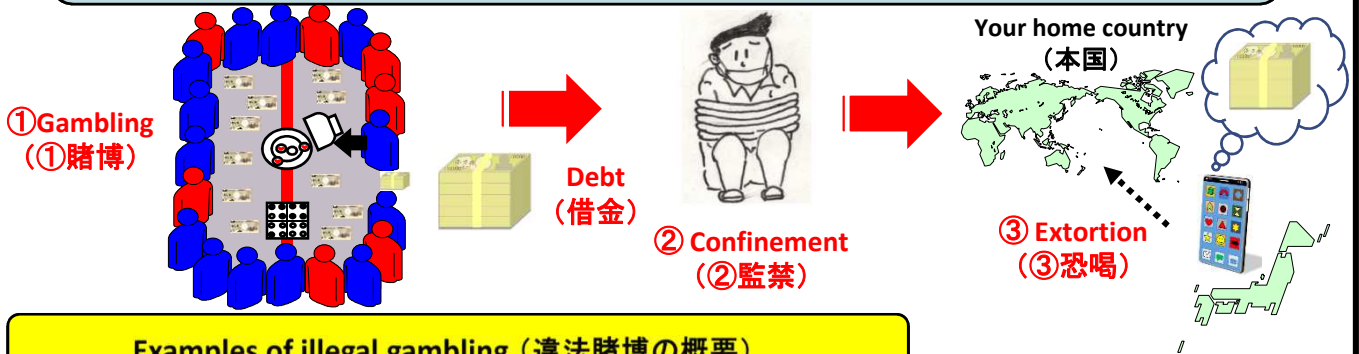 Your home country
（本国）
①Gambling
（①賭博）
Debt
（借金）
② Confinement
（②監禁）
③ Extortion
（③恐喝）
Examples of illegal gambling（違法賭博の概要）